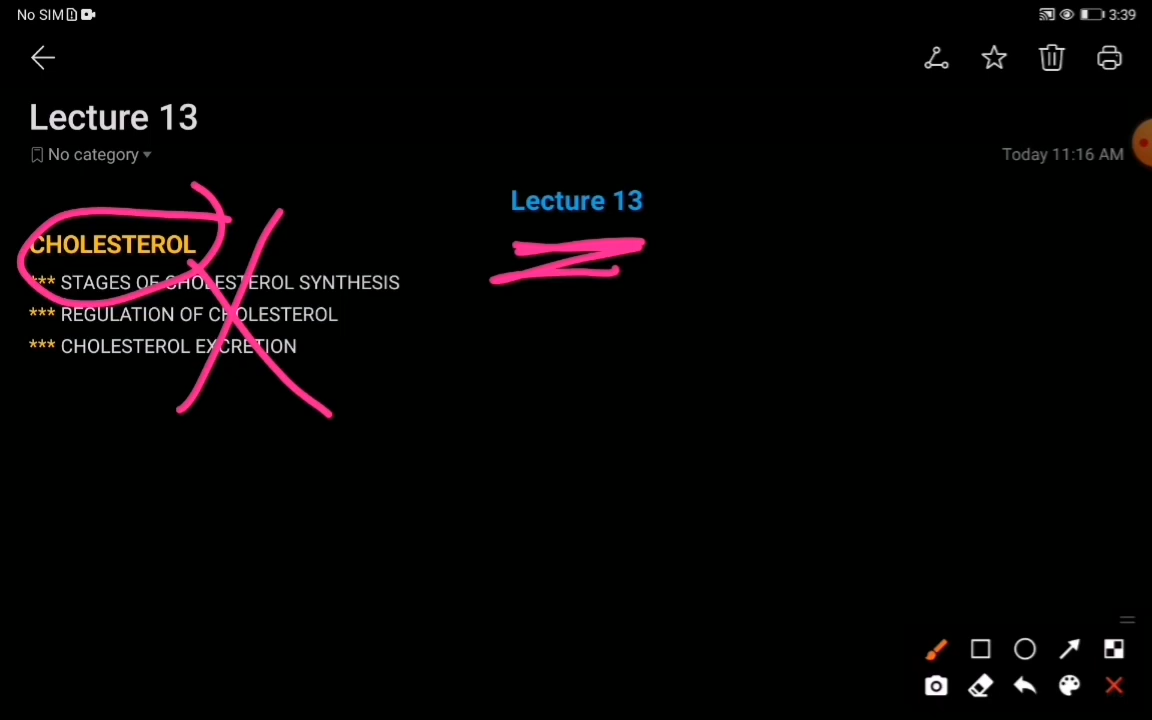 No SIM
3:39
Lecture 13
No category
Today 11:16 AM
Lecture 13
CHOLESTEROL
*** STAGES OF CHOLESTEROL SYNTHESIS
*** REGULATION OF CHOLESTEROL
*** CHOLESTEROL EXCRETION